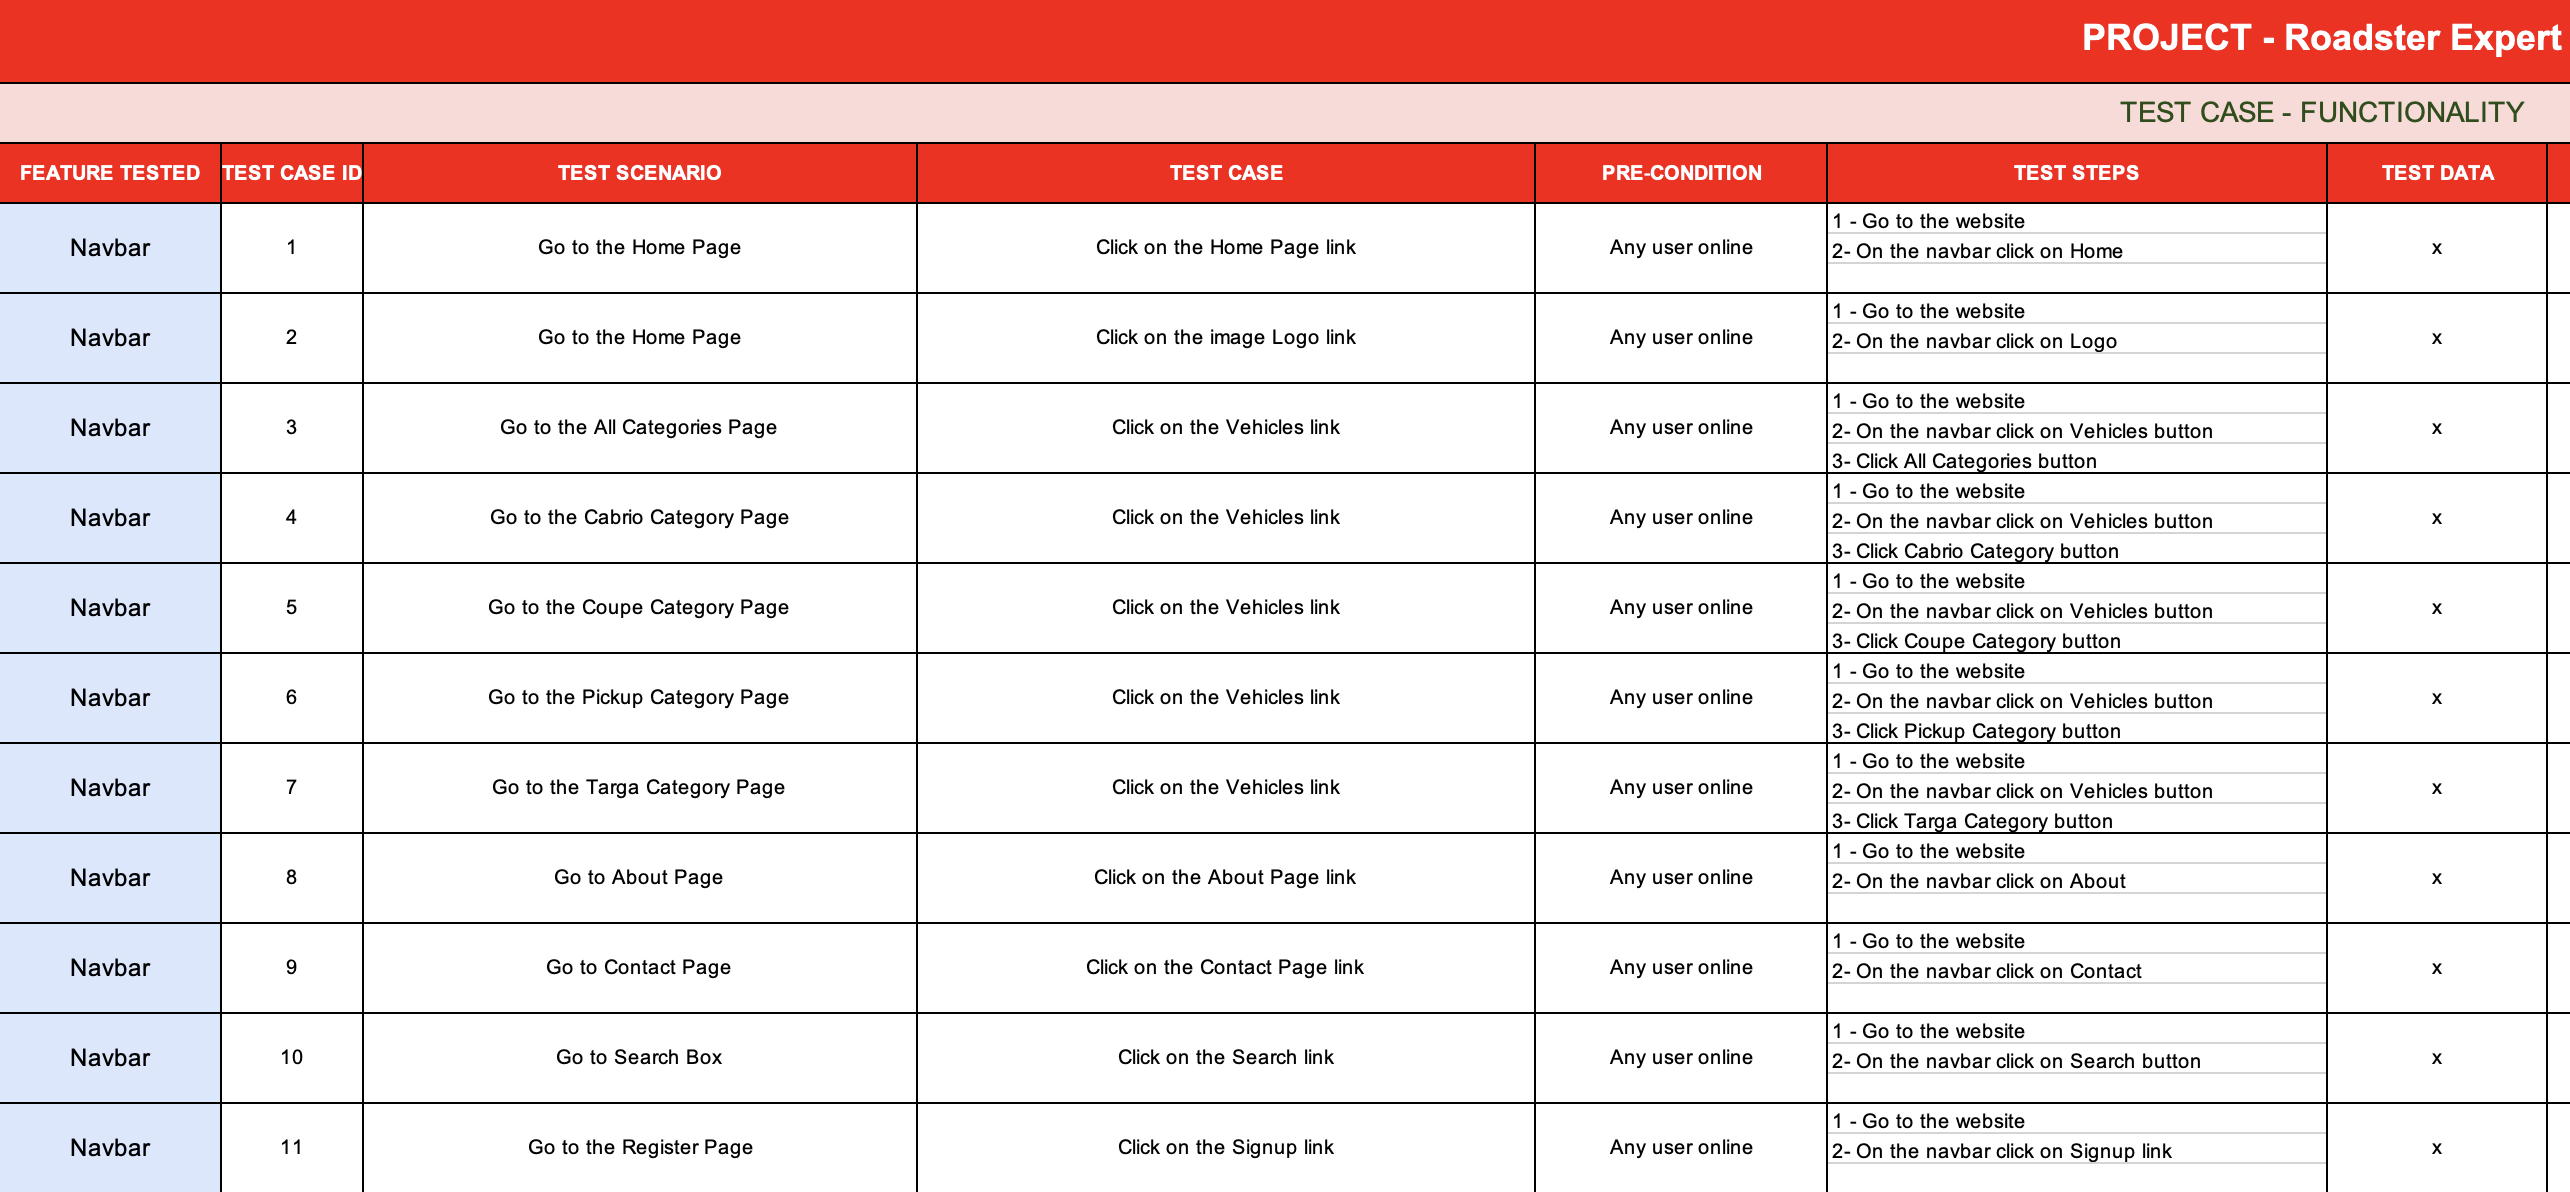 PROJECT - Roadster Expert
TEST CASE - FUNCTIONALITY
FEATURE TESTED TEST CASE ID TEST SCENARIO TEST CASE PRE-CONDITION TEST STEPS TEST DATA
Navbar 1 Go to the Home Page Click on the Home Page link Any user online 1 - Go to the website x
2- On the navbar click on Home
Navbar 2 Go to the Home Page Click on the image Logo link Any user online 1 - Go to the website x
2- On the navbar click on Logo
Navbar 3 Go to the All Categories Page Click on the Vehicles link Any user online 1 - Go to the website x
2- On the navbar click on Vehicles button
3- Click All Categories button
Navbar 4 Go to the Cabrio Category Page Click on the Vehicles link Any user online 1 - Go to the website x
2- On the navbar click on Vehicles button
3- Click Cabrio Category button
Navbar 5 Go to the Coupe Category Page Click on the Vehicles link Any user online 1 - Go to the website x
2- On the navbar click on Vehicles button
3- Click Coupe Category button
Navbar 6 Go to the Pickup Category Page Click on the Vehicles link Any user online 1 - Go to the website x
2- On the navbar click on Vehicles button
3- Click Pickup Category button
Navbar 7 Go to the Targa Category Page Click on the Vehicles link Any user online 1 - Go to the website x
2- On the navbar click on Vehicles button
3- Click Targa Category button
Navbar 8 Go to About Page Click on the About Page link Any user online 1 - Go to the website x
2- On the navbar click on About
Navbar 9 Go to Contact Page Click on the Contact Page link Any user online 1 - Go to the website x
2- On the navbar click on Contact
Navbar 10 Go to Search Box Click on the Search link Any user online 1 - Go to the website x
2- On the navbar click on Search button
Navbar 11 Go to the Register Page Click on the Signup link Any user online 1 - Go to the website x
2- On the navbar click on Signup link